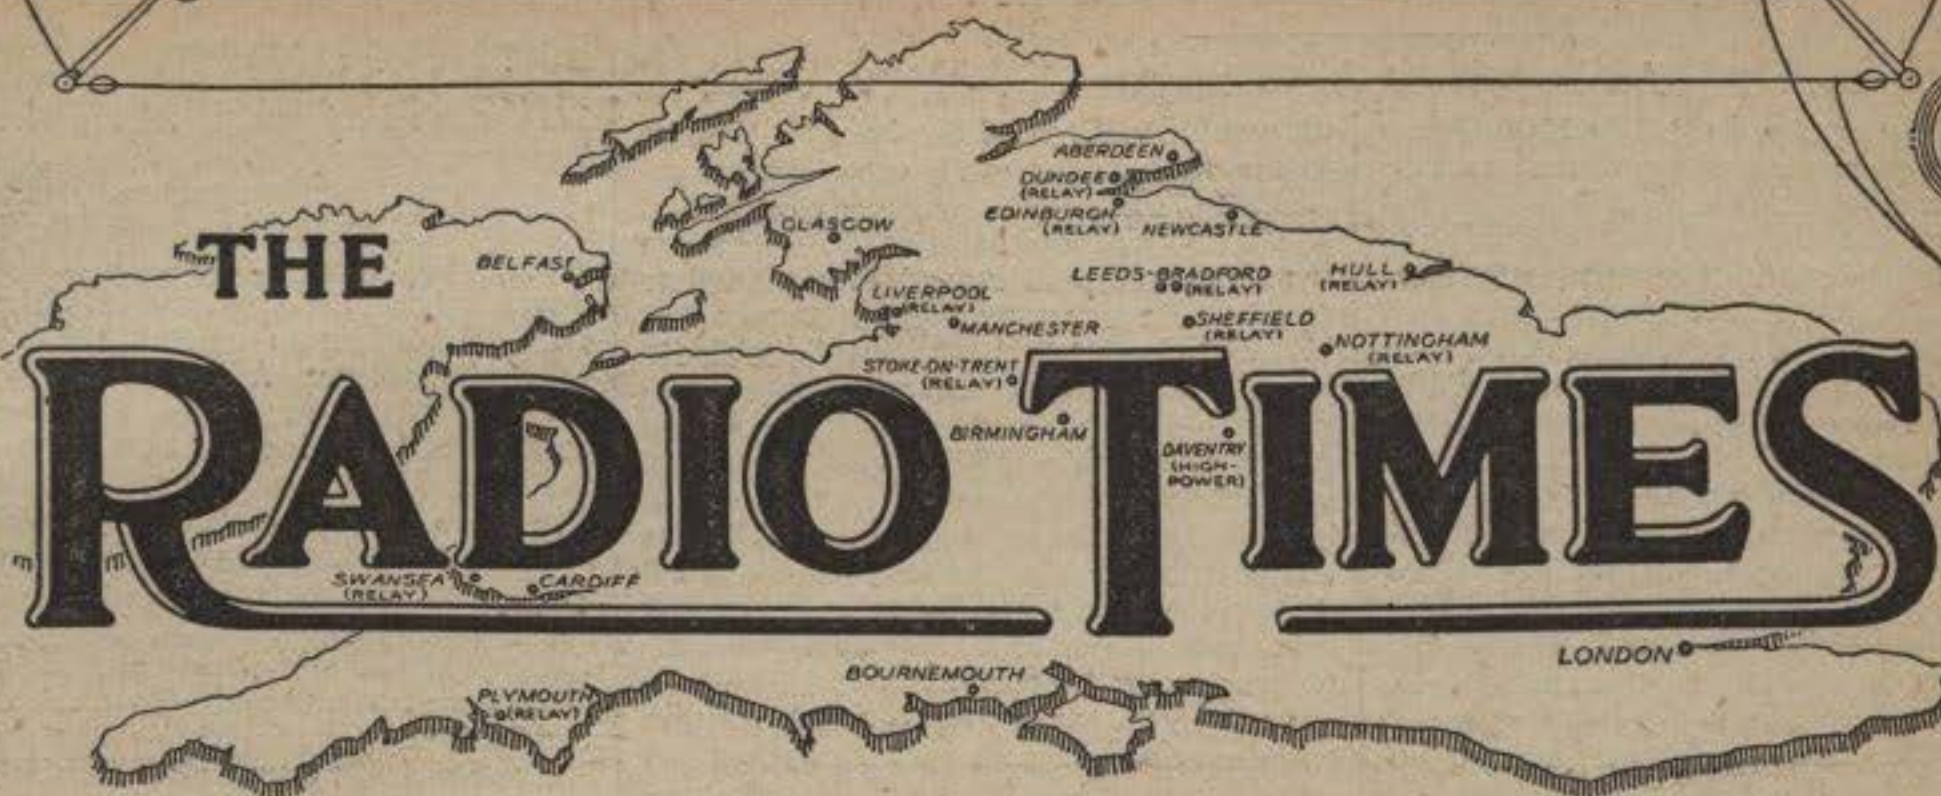 ABERDEEN
DUNDEE
(RELAY)
EDINBURGH
(RELAY)
NEWCASTLE
GLASGOW
THE
BELFAST
LEEDS-BRADFORD
(RELAY)
HULL
(RELAY)
LIVERPOOL
(RELAY)
MANCHESTER
SHEFFIELD
(RELAY)
NOTTINGHAM
(RELAY)
STOKE-ON-TRENT
(RELAY)
RADIO TIMES
BIRMINGHAM
DAVENTRY
(HIGH-
POWER)
SWANSEA
(RELAY)
CARDIFF
LONDON
BOURNEMOUTH
PLYMOUTH
(RELAY)